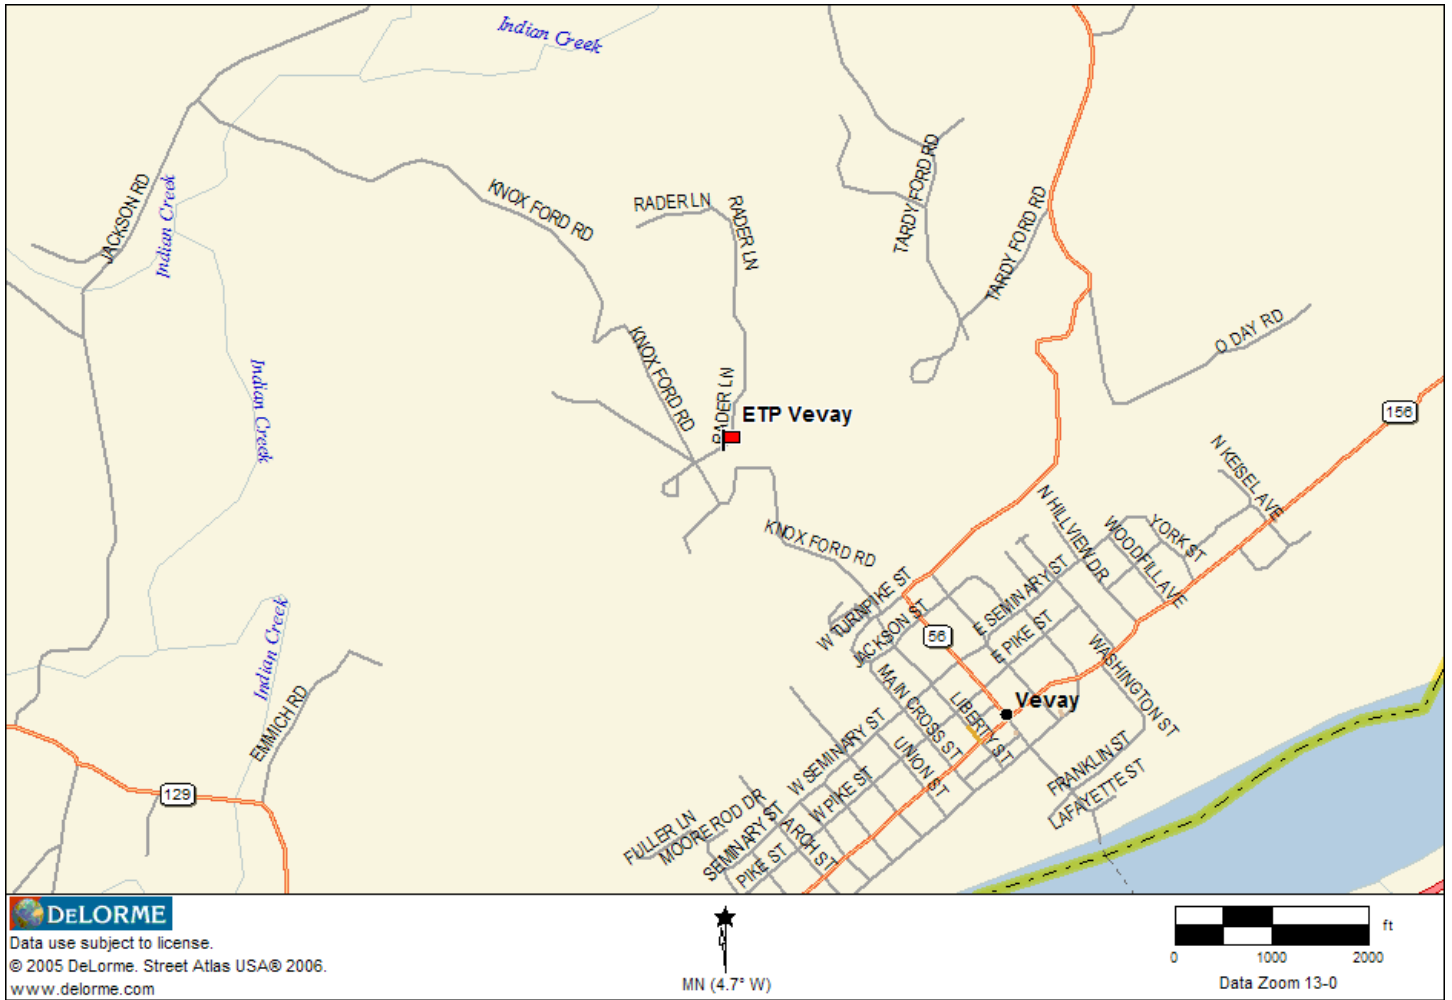 Indian Creek
JACKSON RD
Indian Creek
KNOX FORD RD
RADER LN
RADER LN
TARDY FORD RD
TARDY FORD RD
O DAY RD
KNOX FORD RD
RADER LN
ETP Vevay
Indian Creek
156
N KEISEL AVE
N HILLVIEW DR
WOODFILL AVE
YORK ST
KNOX FORD RD
W TURNPIKE ST
JACKSON ST
E SEMINARY ST
E PIKE ST
56
Indian Creek
EMMICH RD
MAIN CROSS ST
LIBERTY ST
Vevay
WASHINGTON ST
129
W SEMINARY ST
UNION ST
W PIKE ST
FRANKLIN ST
LAFAYETTE ST
FULLER LN
MOORE ROD DR
SEMINARY ST
ARCH ST
PIKE ST
DELORME
Data use subject to license.
© 2005 DeLorme. Street Atlas USA® 2006.
www.delorme.com
MN (4.7° W)
ft
0 1000 2000
Data Zoom 13-0